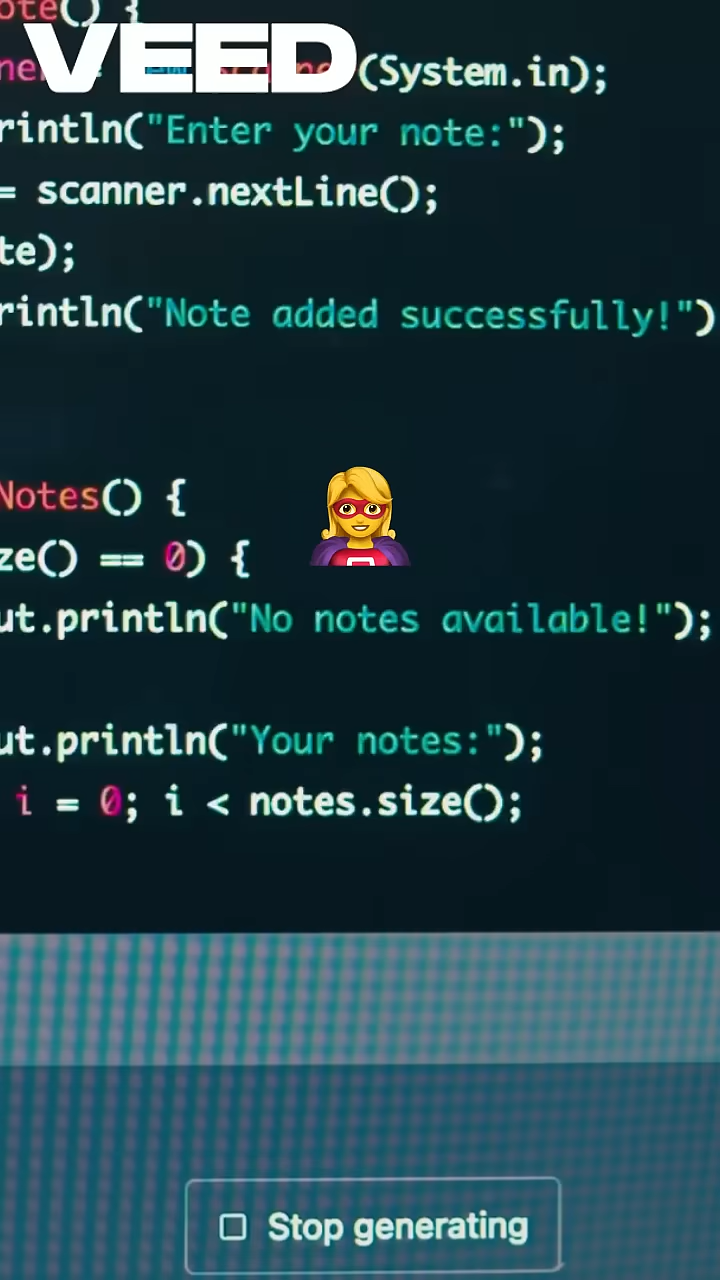 ote() {
VEED
(System.in);
rintln("Enter your note:");
= scanner.nextLine();
te);
rintln("Note added successfully!")
Notes() {
ze() == 0) {
ut.println("No notes available!");
ut.println("Your notes:");
i = 0; i < notes.size();
Stop generating